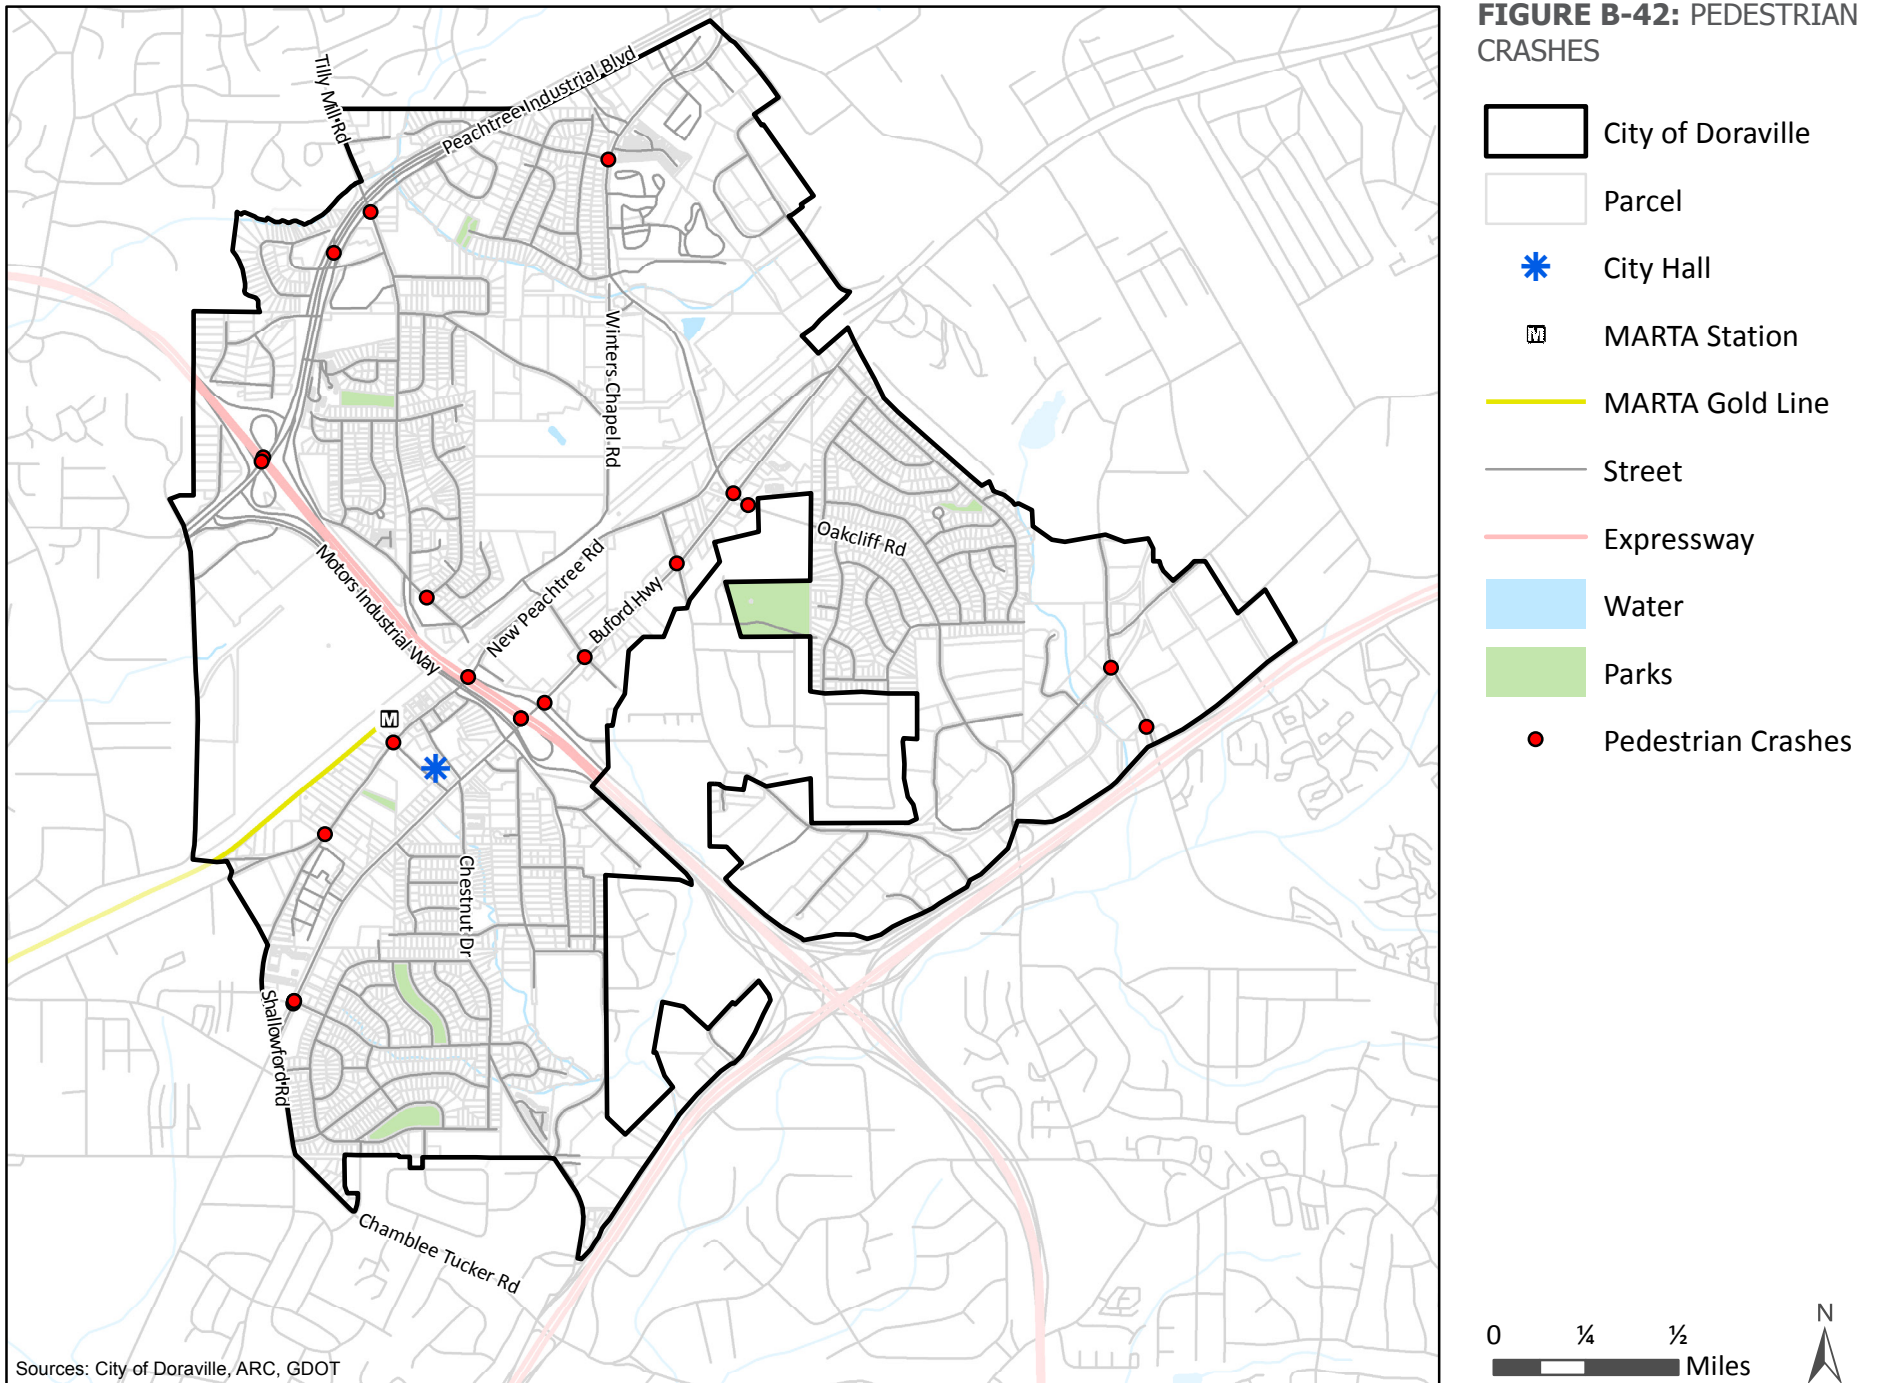 FIGURE B-42: PEDESTRIAN
CRASHES
City of Doraville
Parcel
City Hall
M
MARTA Station
MARTA Gold Line
Street
Expressway
Water
Parks
Pedestrian Crashes
Tilly Mill Rd
Peachtree Industrial Blvd
Winters Chapel Rd
Oakcliff Rd
Motors Industrial Way
New Peachtree Rd
Buford Hwy
M
Chestnut Dr
Shallowford Rd
Chamblee Tucker Rd
Sources: City of Doraville, ARC, GDOT
0 ¼ ½
Miles
N